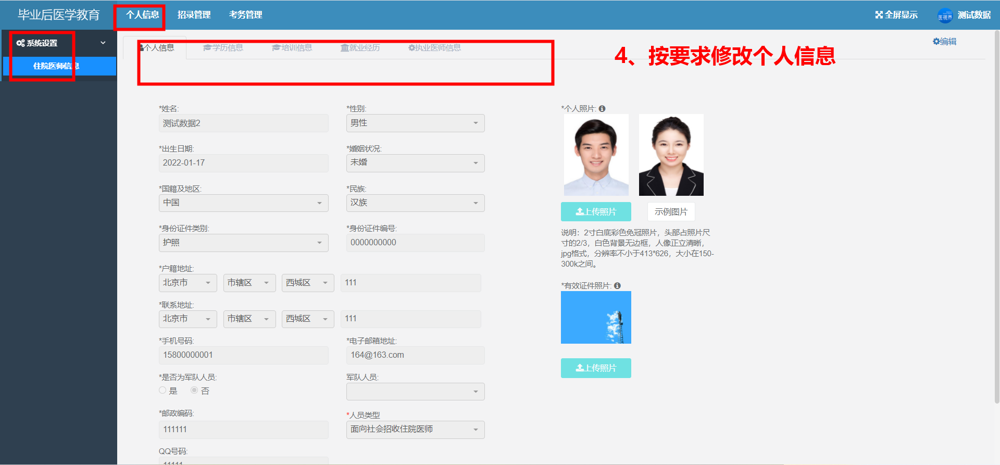 毕业后医学教育
个人信息 招录管理 考务管理
全屏显示
医视界
测试数据
系统设置
住院医师信息
个人信息 学历信息 培训信息 就业经历 执业医师信息
编辑
4、按要求修改个人信息
*姓名:
测试数据2
*性别:
男性
*出生日期:
2022-01-17
*婚姻状况:
未婚
*国籍及地区:
中国
*民族:
汉族
*身份证件类别:
护照
*身份证件编号:
0000000000
*户籍地址:
北京市 市辖区 西城区 111
*联系地址:
北京市 市辖区 西城区 111
*手机号码:
15800000001
*电子邮箱地址:
164@163.com
*是否为军队人员:
是 否
军队人员:
*邮政编码:
111111
*人员类型
面向社会招收住院医师
QQ号码:
11111
*个人照片:
上传照片 示例图片
说明：2寸白底彩色免冠照片，头部占照片尺
寸的2/3，白色背景无边框，人像正立清晰，
jpg格式，分辨率不小于413*626，大小在150-
300k之间。
*有效证件照片:
上传照片